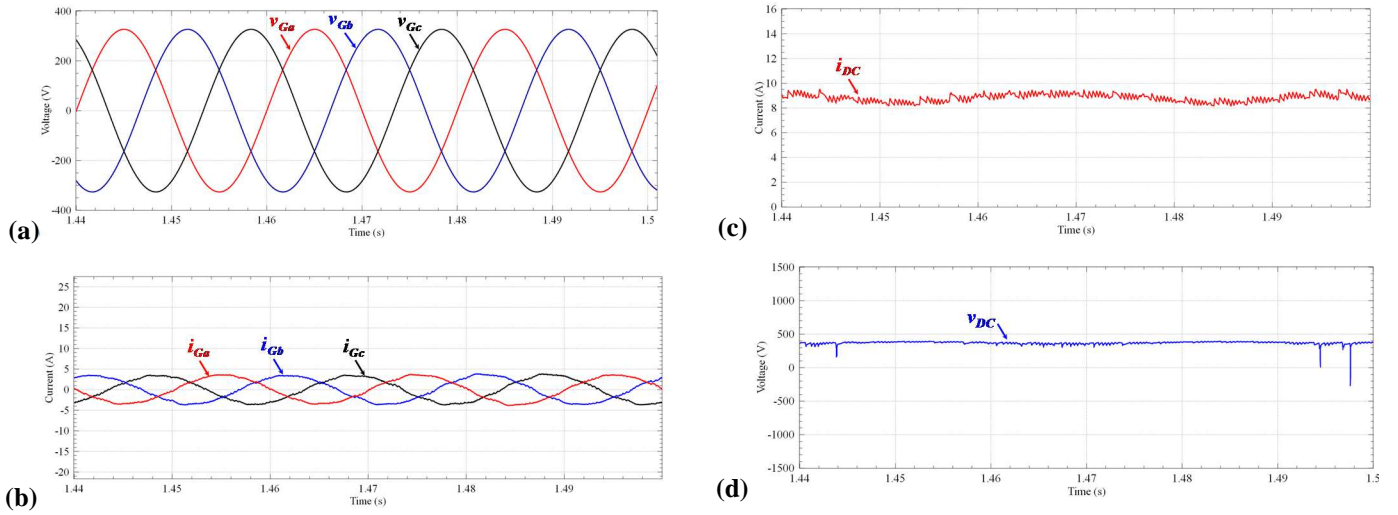 v_Ga v_Gb v_Gc
400
200
0
-200
-400
Voltage (V)
1.44 1.45 1.46 1.47 1.48 1.49 1.5
Time (s)
(a)
i_DC
16
14
12
10
8
6
4
2
0
Current (A)
1.44 1.45 1.46 1.47 1.48 1.49
Time (s)
(c)
i_Ga i_Gb i_Gc
25
20
15
10
5
0
-5
-10
-15
-20
Current (A)
1.44 1.45 1.46 1.47 1.48 1.49
Time (s)
(b)
v_DC
1500
1000
500
0
-500
-1000
-1500
Voltage (V)
1.44 1.45 1.46 1.47 1.48 1.49 1.5
Time (s)
(d)